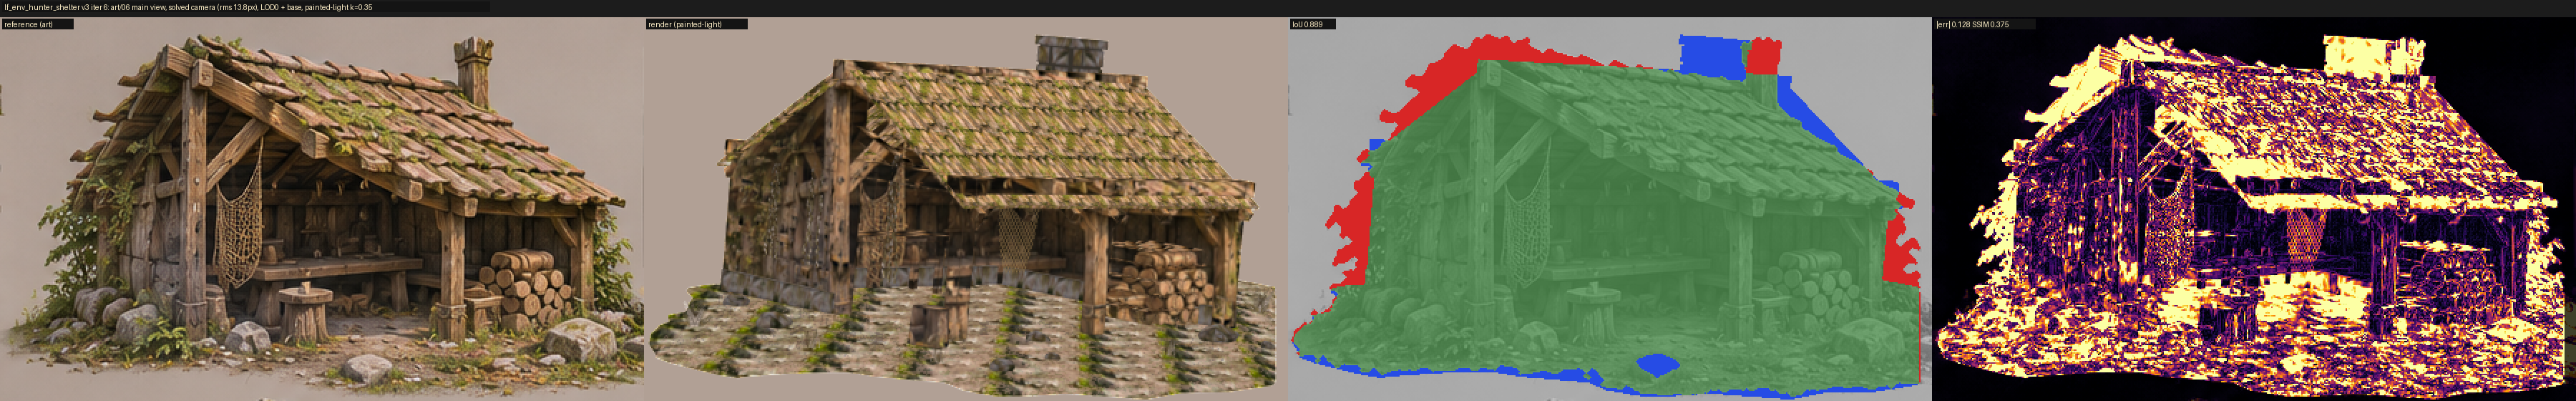 lf_env_hunter_shelter v3 iter 6: art/06 main view, solved camera (rms 13.8px), LOD0 + base, painted-light k=0.35
reference (art)
render (painted-light)
IoU 0.889
|err| 0.128 SSIM 0.375